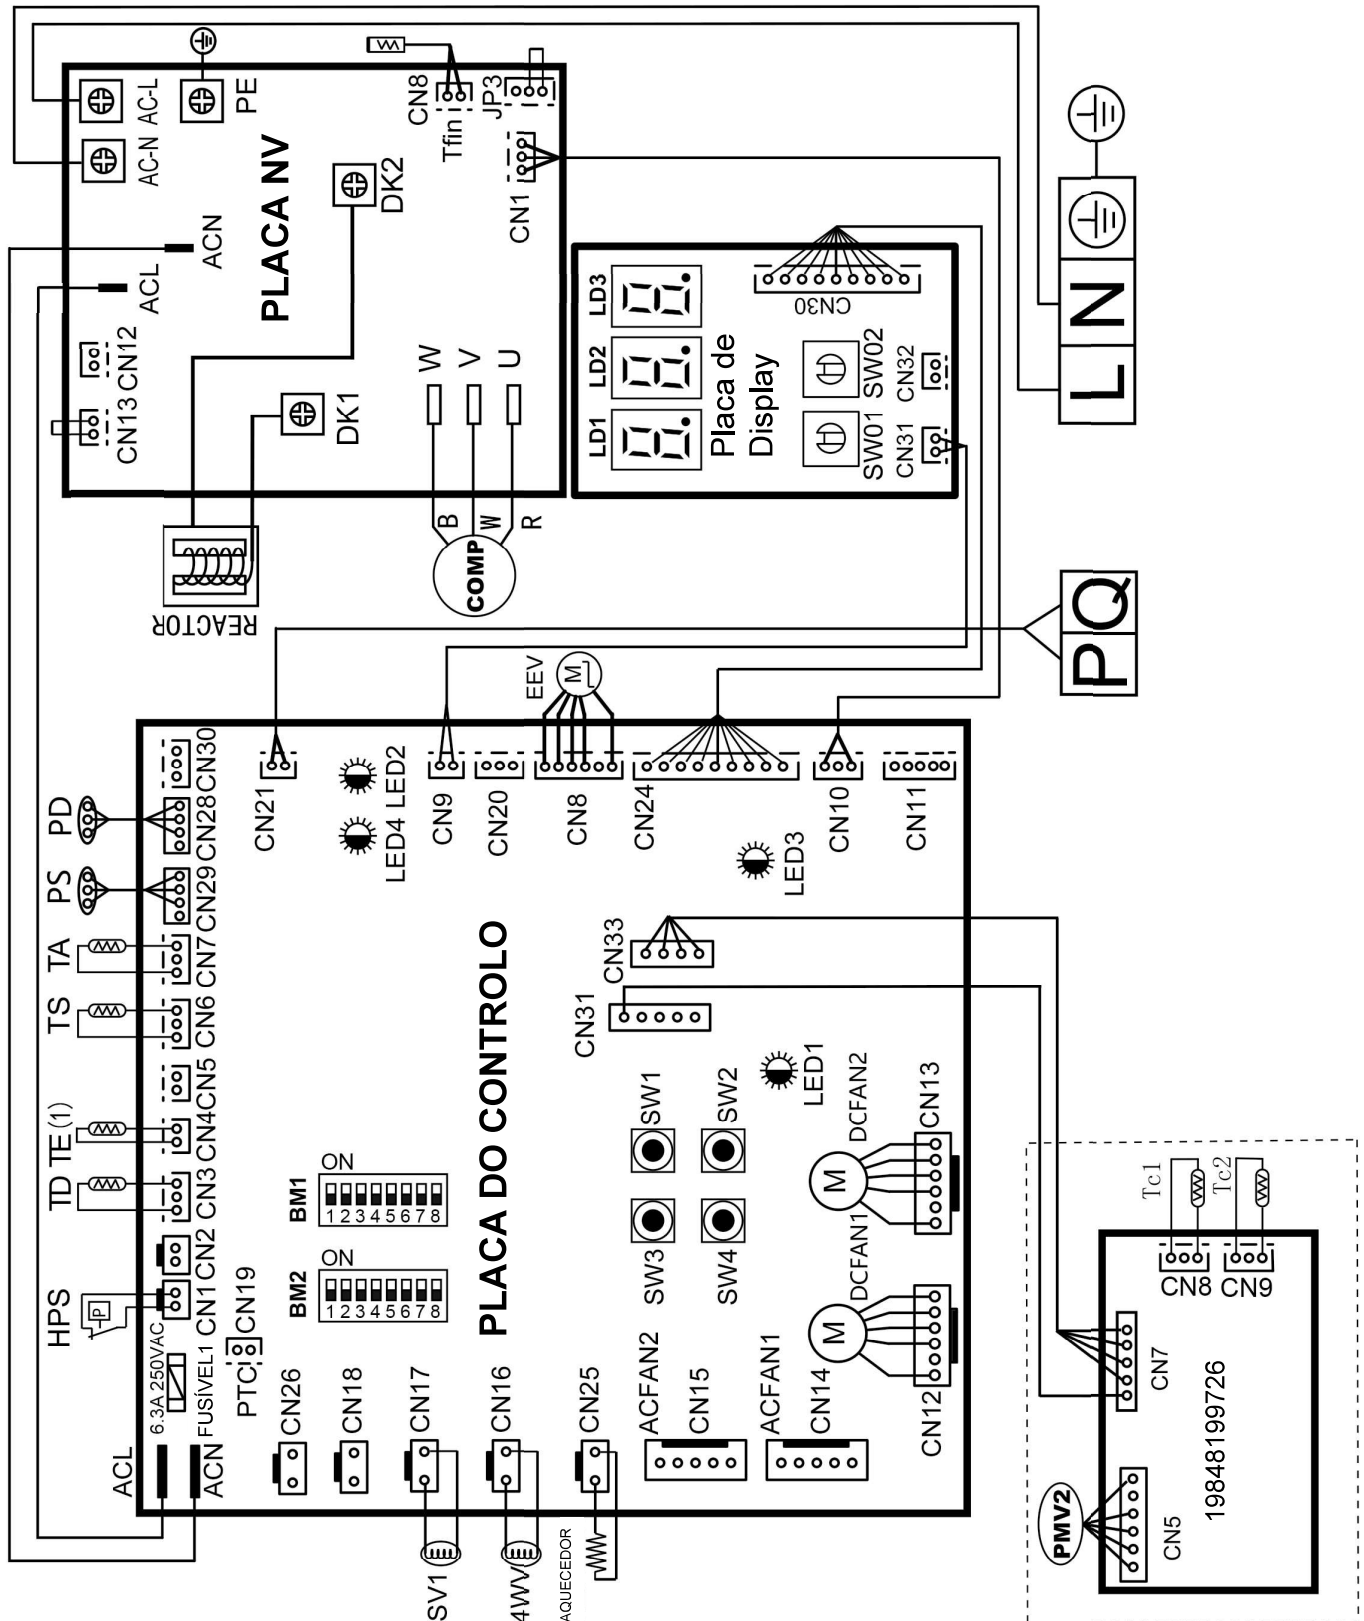 AC-L
AC-N
PE
PLACA NV
ACN
ACL
CN12
CN13
DK1
DK2
CN8
Tfin
JP3
CN1
W
V
U
B
W
R
COMP
REACTOR
LD3
LD2
LD1
Placa de
Display
CN30
SW02
SW01
CN32
CN31
L
N
P
Q
EEV
M
PD
PS
TA
TS
TE(1)
TD
HPS
P
CN30
CN28
CN29
CN7
CN6
CN5
CN4
CN3
CN2
CN1
6.3A 250VAC
FUSÍVEL1
ACL
ACN
PTC
CN19
CN21
LED2
LED4
CN9
CN20
CN8
CN24
CN10
CN11
LED3
PLACA DO CONTROLO
CN33
CN31
BM1
ON
1 2 3 4 5 6 7 8
BM2
ON
1 2 3 4 5 6 7 8
SW1
SW2
SW3
SW4
LED1
DCFAN2
M
CN13
DCFAN1
M
CN12
CN26
CN18
CN17
CN16
CN25
ACFAN2
CN15
ACFAN1
CN14
SV1
4WV
AQUECEDOR
Tc1
Tc2
CN8
CN9
CN7
CN5
19848199726
PMV2